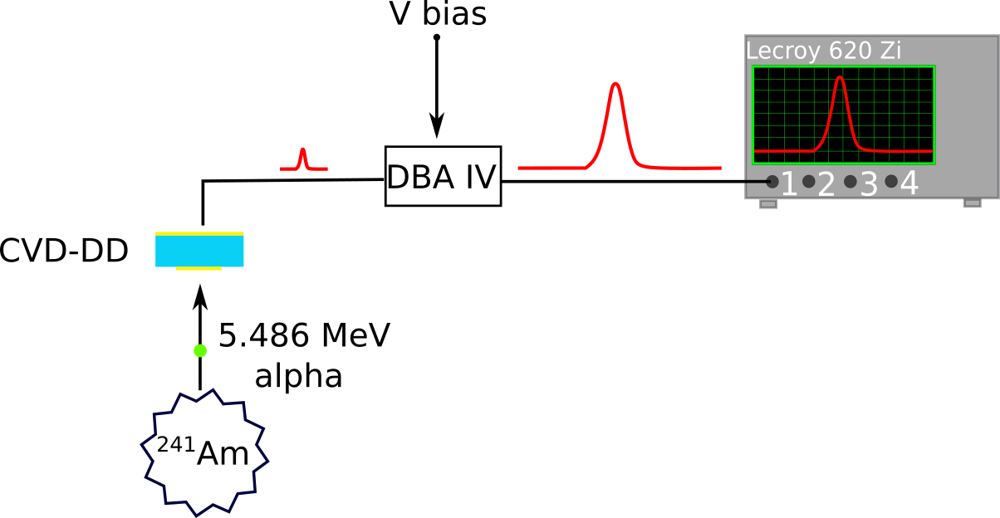 V bias
Lecroy 620 Zi
DBA IV
1 2 3 4
CVD-DD
5.486 MeV
alpha
²⁴¹Am